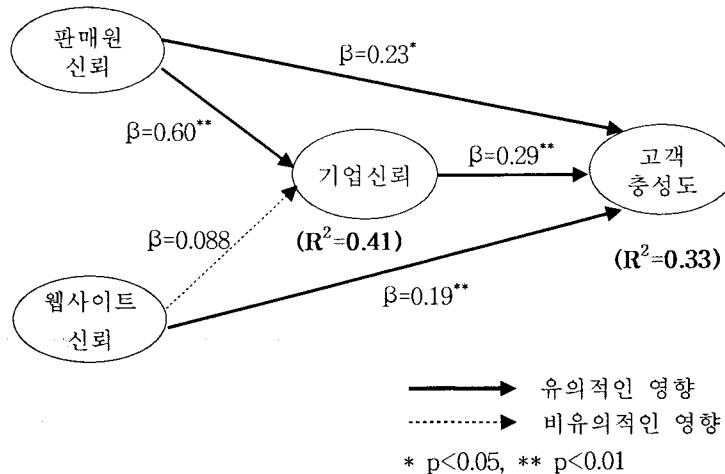 판매원
신뢰
β=0.23*
β=0.60**
기업신뢰
β=0.29**
고객
충성도
β=0.088
(R²=0.41)
(R²=0.33)
웹사이트
신뢰
β=0.19**
유의적인 영향
비유의적인 영향
* p<0.05, ** p<0.01